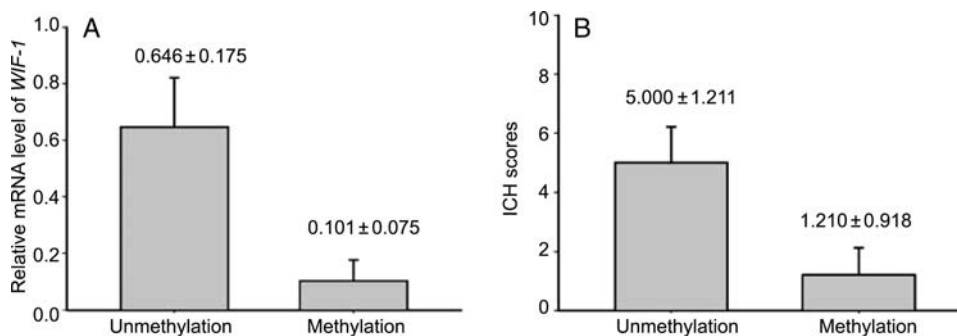 A
Relative mRNA level of WIF-1
1.0
0.8
0.6
0.4
0.2
0.0
0.646±0.175
0.101±0.075
Unmethylation
Methylation
B
ICH scores
10
8
6
4
2
0
5.000±1.211
1.210±0.918
Unmethylation
Methylation